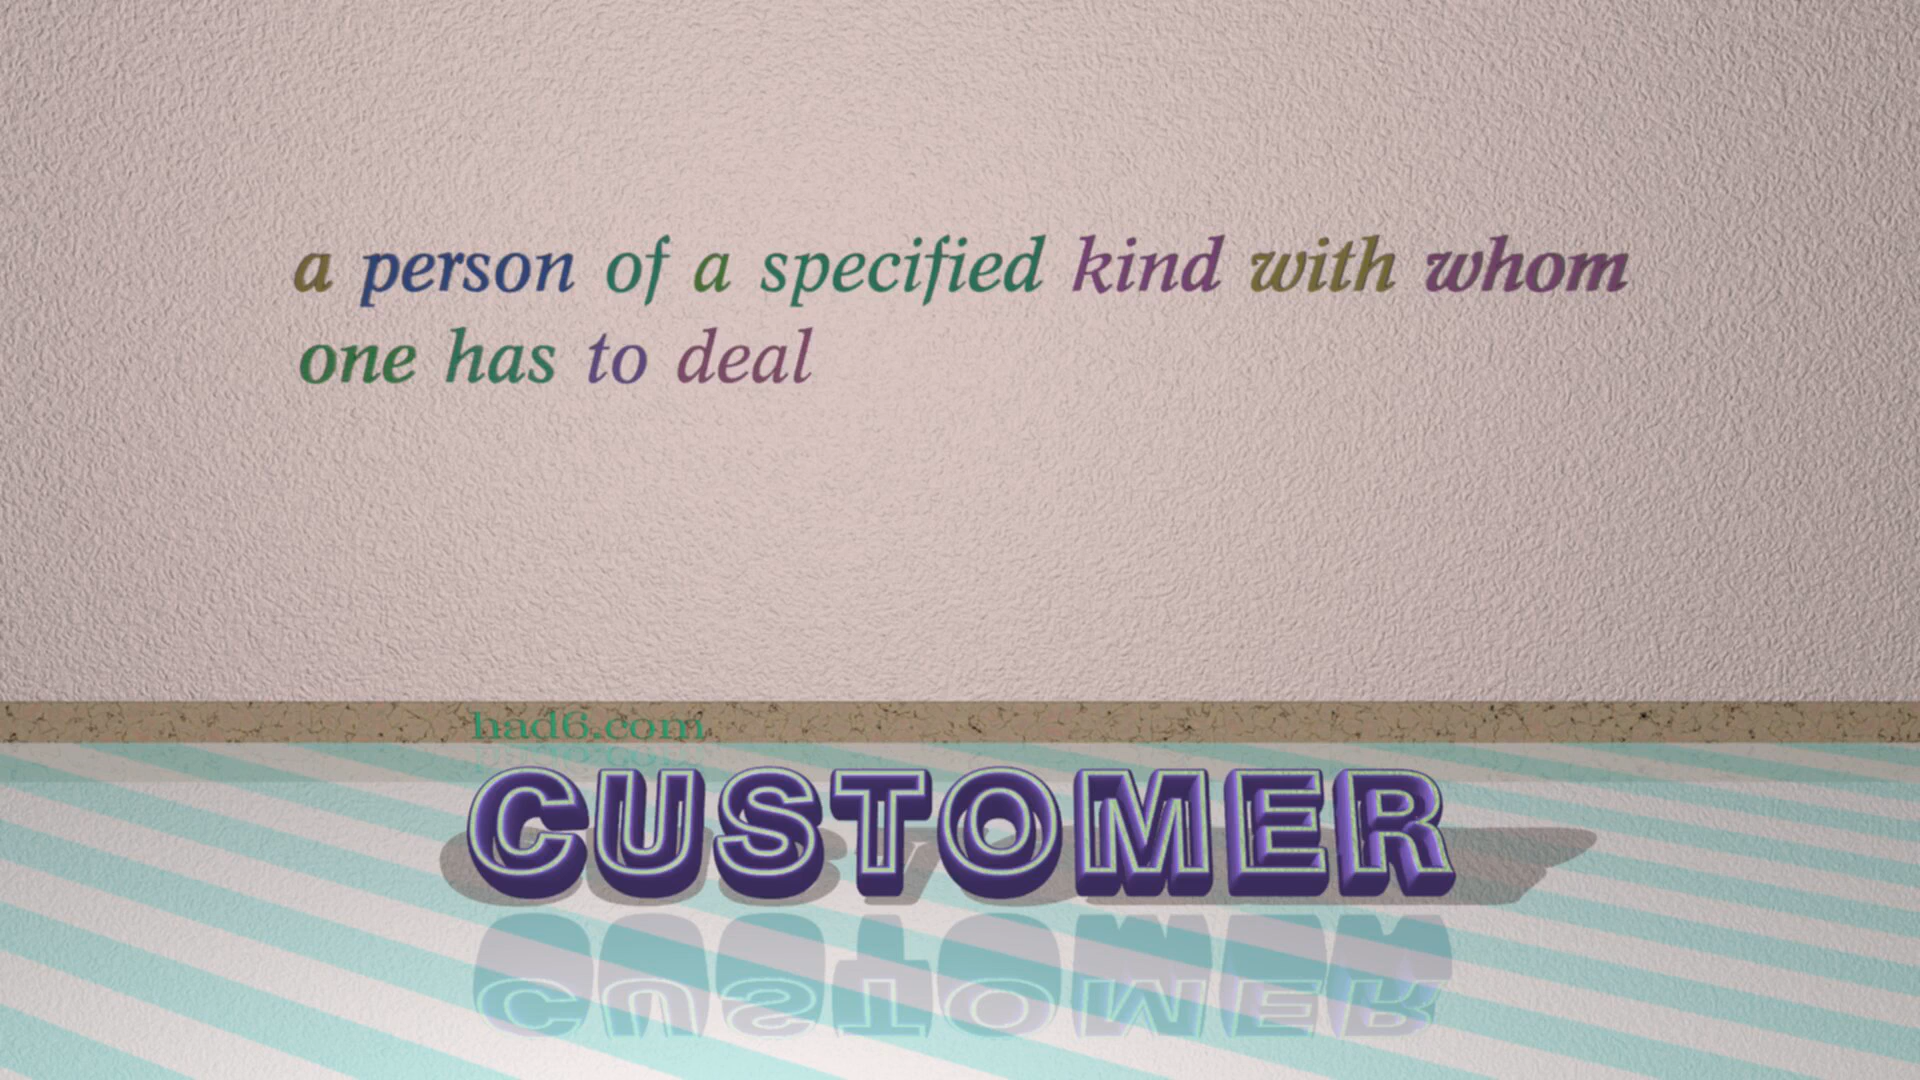 a person of a specified kind with whom
one has to deal
had6.com
CUSTOMER